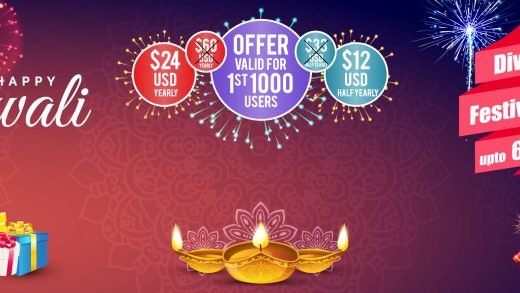 HAPPY
wali
$24
USD
YEARLY
$60
USD
YEARLY
OFFER
VALID FOR
1ST 1000
USERS
$33
USD
HALF YEARLY
$12
USD
HALF YEARLY
Div
Festiv
upto 6